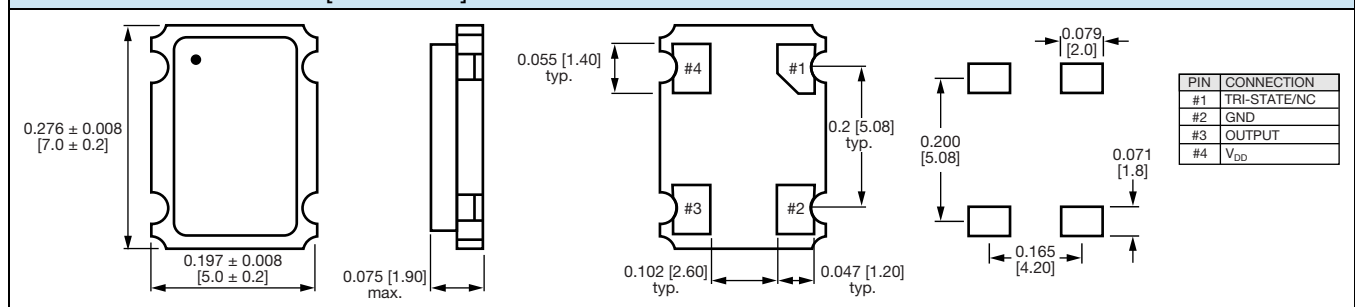 0.276 ± 0.008
[7.0 ± 0.2]
0.197 ± 0.008
[5.0 ± 0.2]
0.075 [1.90]
max.
0.055 [1.40]
typ.
#4
#1
#3
#2
0.2 [5.08]
typ.
0.102 [2.60]
typ.
0.047 [1.20]
typ.
0.079
[2.0]
0.200
[5.08]
0.071
[1.8]
0.165
[4.20]
PIN CONNECTION
#1 TRI-STATE/NC
#2 GND
#3 OUTPUT
#4 VDD